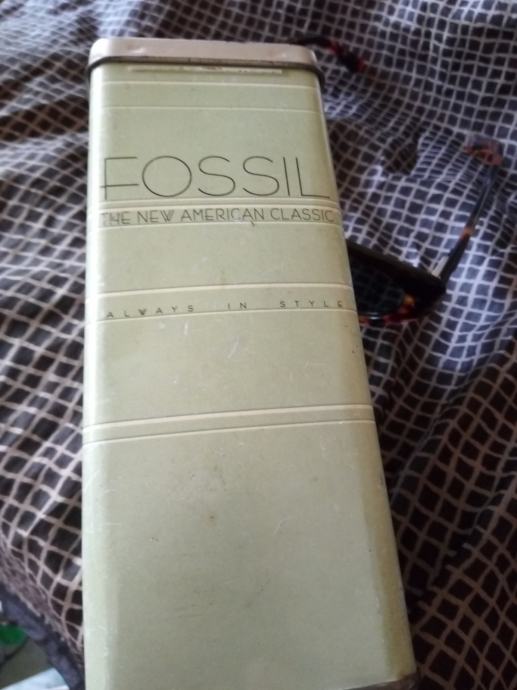 FOSSIL
THE NEW AMERICAN CLASSIC
ALWAYS IN STYLE